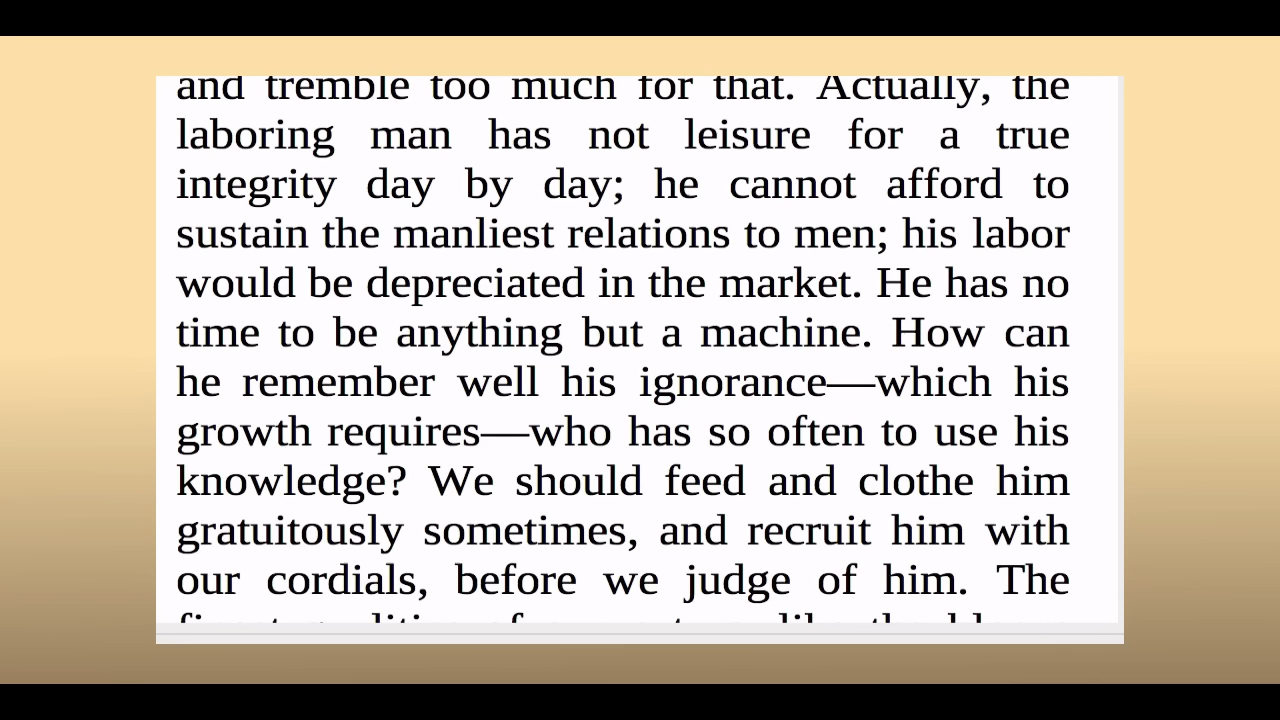 and tremble too much for that. Actually, the
laboring man has not leisure for a true
integrity day by day; he cannot afford to
sustain the manliest relations to men; his labor
would be depreciated in the market. He has no
time to be anything but a machine. How can
he remember well his ignorance—which his
growth requires—who has so often to use his
knowledge? We should feed and clothe him
gratuitously sometimes, and recruit him with
our cordials, before we judge of him. The